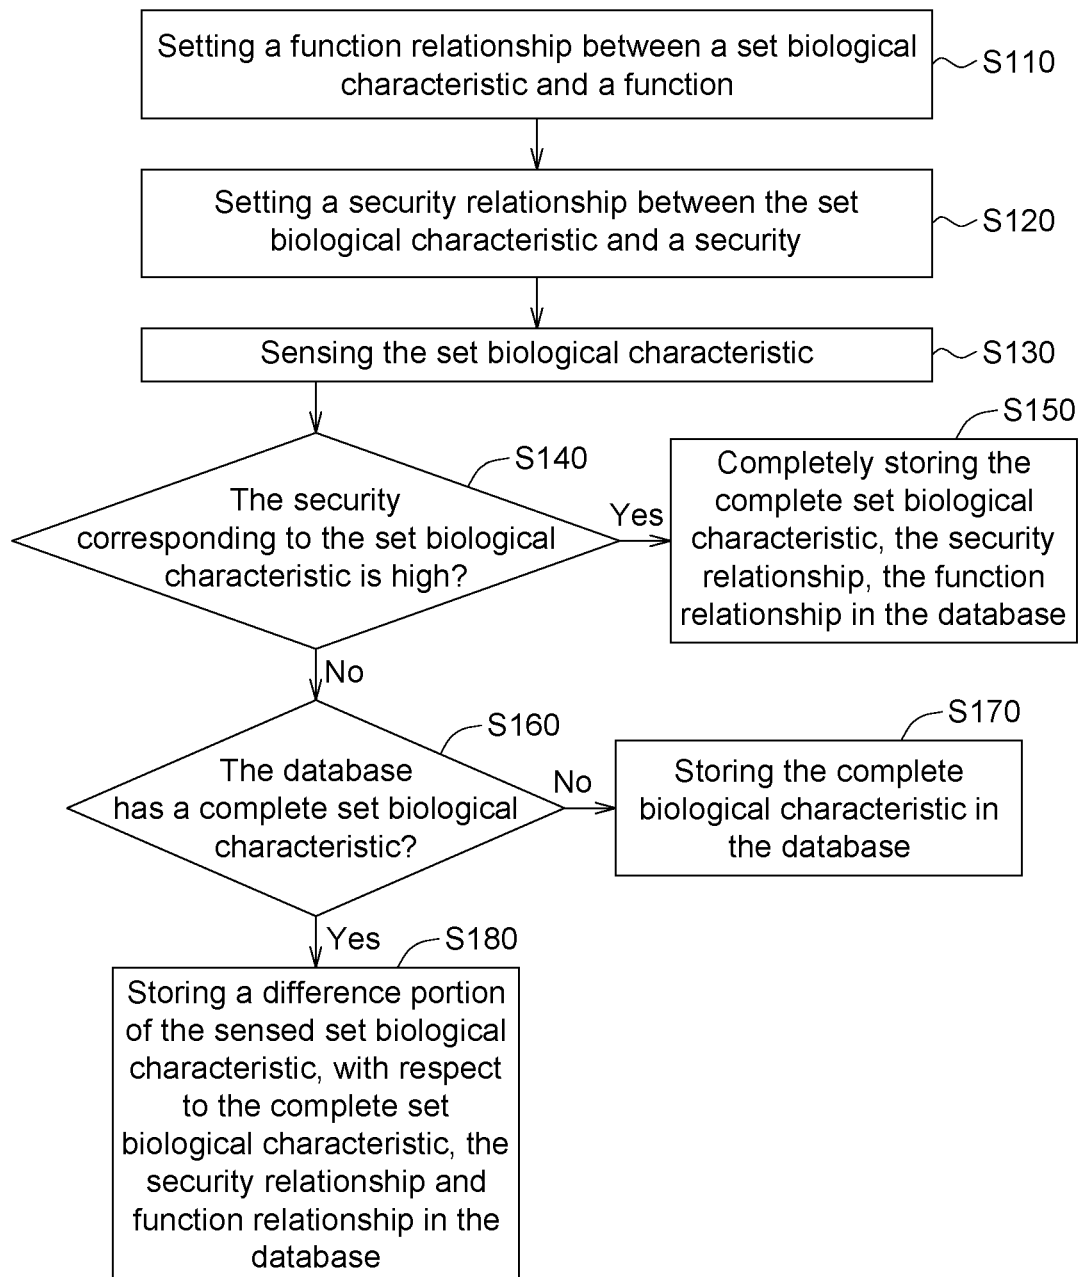 Setting a function relationship between a set biological
characteristic and a function
S110
Setting a security relationship between the set
biological characteristic and a security
S120
Sensing the set biological characteristic
S130
S140
The security
corresponding to the set biological
characteristic is high?
Yes
S150
Completely storing the
complete set biological
characteristic, the security
relationship, the function
relationship in the database
No
S160
The database
has a complete set biological
characteristic?
No
S170
Storing the complete
biological characteristic in
the database
Yes
S180
Storing a difference portion
of the sensed set biological
characteristic, with respect
to the complete set
biological characteristic, the
security relationship and
function relationship in the
database